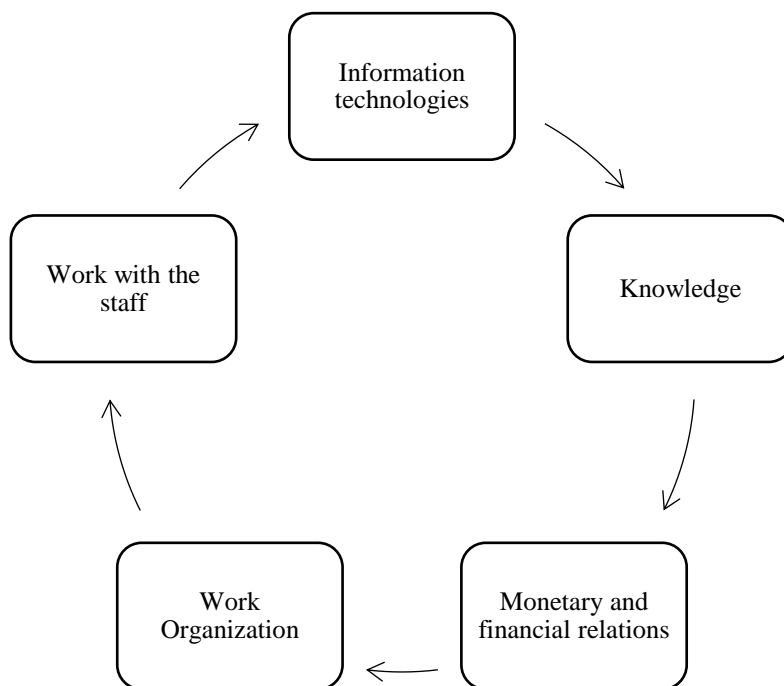 Information
technologies
Knowledge
Monetary and
financial relations
Work
Organization
Work with the
staff